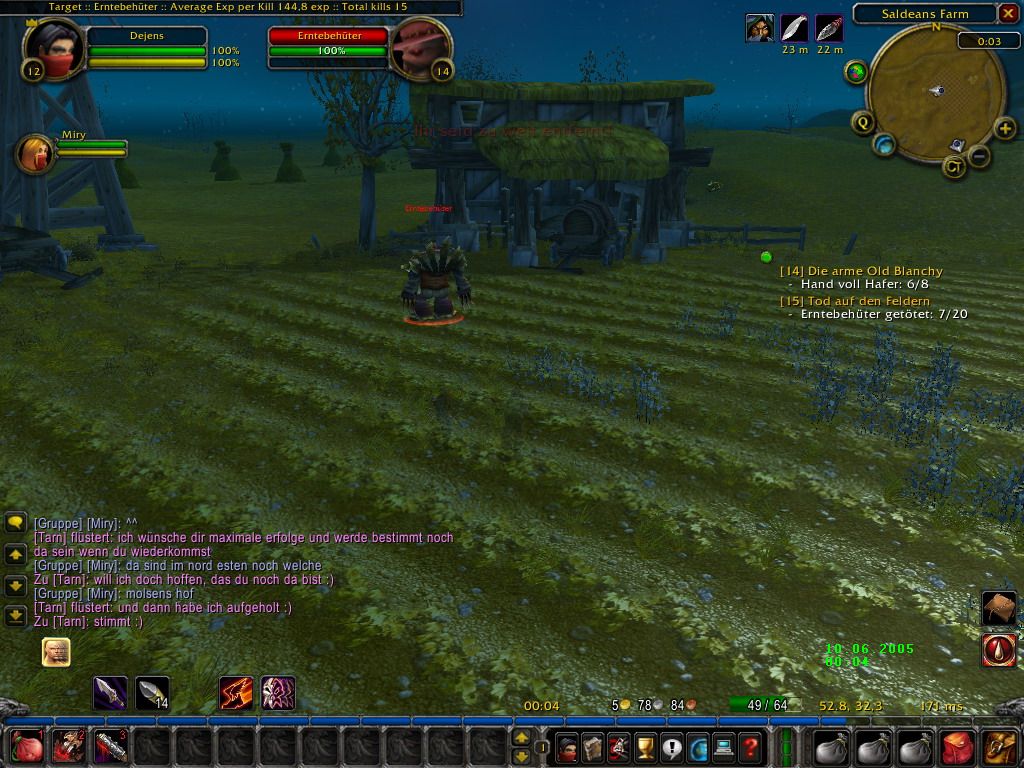 Target :: Erntebehüter :: Average Exp per Kill 144,8 exp :: Total kills 15
Dejens
100%
100%
12
Erntebehüter
100%
14
23 m
22 m
Saldeans Farm
N
0:03
Q
CT
Miry
Ihr seid zu weit entfernt!
Erntebehüter
[14] Die arme Old Blanchy
- Hand voll Hafer: 6/8
[15] Tod auf den Feldern
- Erntebehüter getötet: 7/20
[Gruppe] [Miry]: ^^
[Tarn] flüstert: ich wünsche dir maximale erfolge und werde bestimmt noch
da sein wenn du wiederkommst
[Gruppe] [Miry]: da sind im nord esten noch welche
Zu [Tarn]: will ich doch hoffen, das du noch da bist :)
[Gruppe] [Miry]: molsens hof
[Tarn] flüstert: und dann habe ich aufgeholt :)
Zu [Tarn]: stimmt :)
10.06.2005
00:04
14
00:04
5 78 84
49 / 64
52.8, 32.3
171 ms
2
3
1